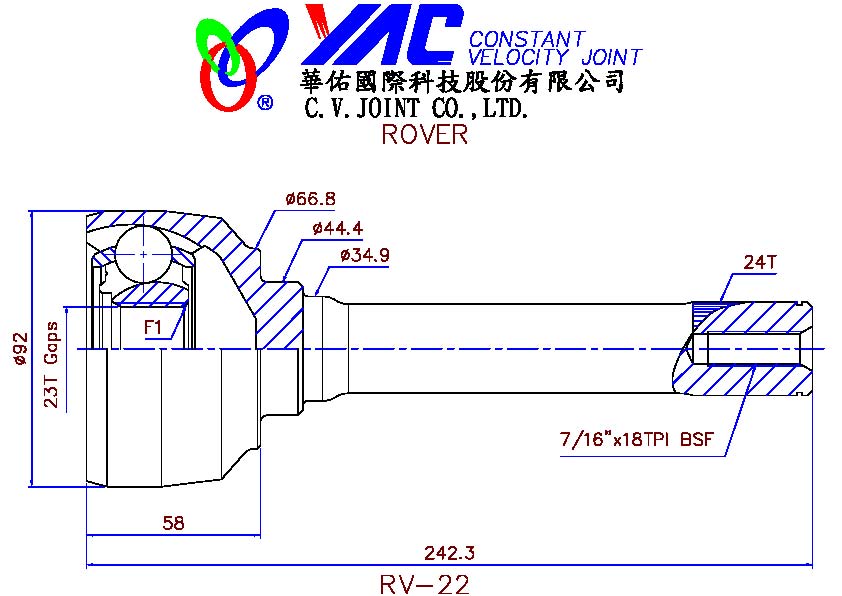 YAC CONSTANT
VELOCITY JOINT
®
華佑國際科技股份有限公司
C.V.JOINT CO.,LTD.
ROVER
ø66.8
ø44.4
ø34.9
24T
F1
ø92
23T Gaps
7/16"x18TPI BSF
58
242.3
RV-22